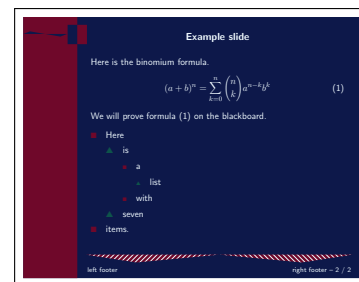 Example slide
Here is the binomium formula.
(a + b)^n = \sum_{k=0}^{n} \binom{n}{k} a^{n-k} b^k (1)
We will prove formula (1) on the blackboard.
Here
is
a
list
with
seven
items.
left footer right footer – 2 / 2